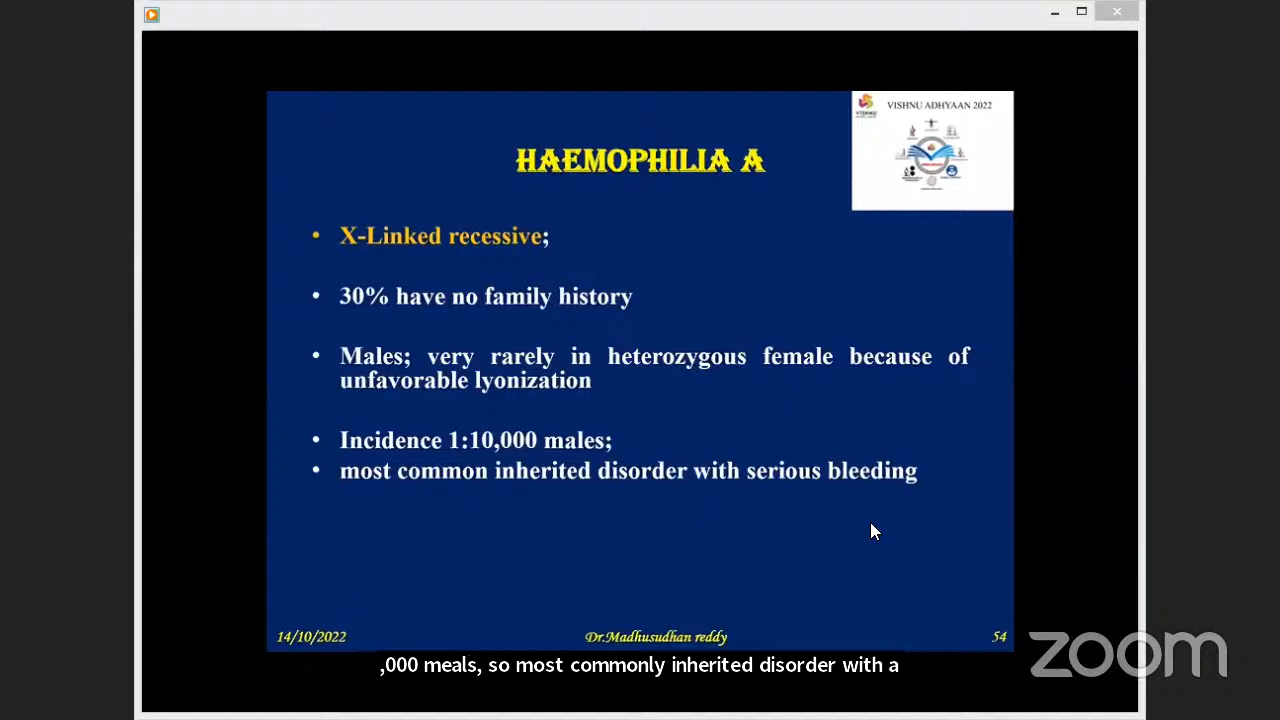 VISHNU ADHYAAN 2022
VISHNU
HAEMOPHILIA A
• X-Linked recessive;
• 30% have no family history
• Males; very rarely in heterozygous female because of
unfavorable lyonization
• Incidence 1:10,000 males;
• most common inherited disorder with serious bleeding
14/10/2022 Dr.Madhusudhan reddy 54
,000 meals, so most commonly inherited disorder with a
zoom